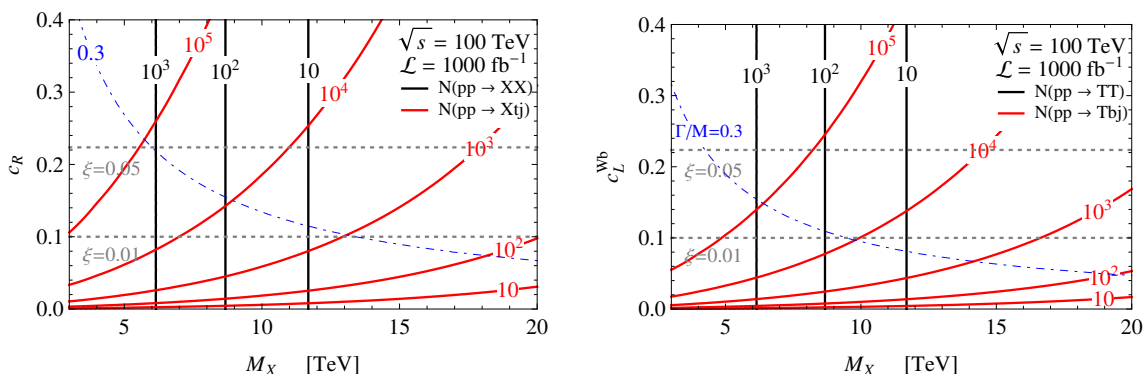 0.4
0.3
0.2
0.1
0.0
c_R
0.3
10^5
10^3
10^2
10
√s = 100 TeV
ℒ = 1000 fb^-1
N(pp → XX)
N(pp → Xtj)
10^4
10^3
ξ=0.05
ξ=0.01
10^2
10
5
10
15
20
M_X [TeV]
0.4
0.3
0.2
0.1
0.0
c_L^Wb
10^5
10^3
10^2
10
√s = 100 TeV
ℒ = 1000 fb^-1
N(pp → TT)
N(pp → Tbj)
Γ/M=0.3
10^4
ξ=0.05
10^3
ξ=0.01
10^2
10
5
10
15
20
M_X [TeV]